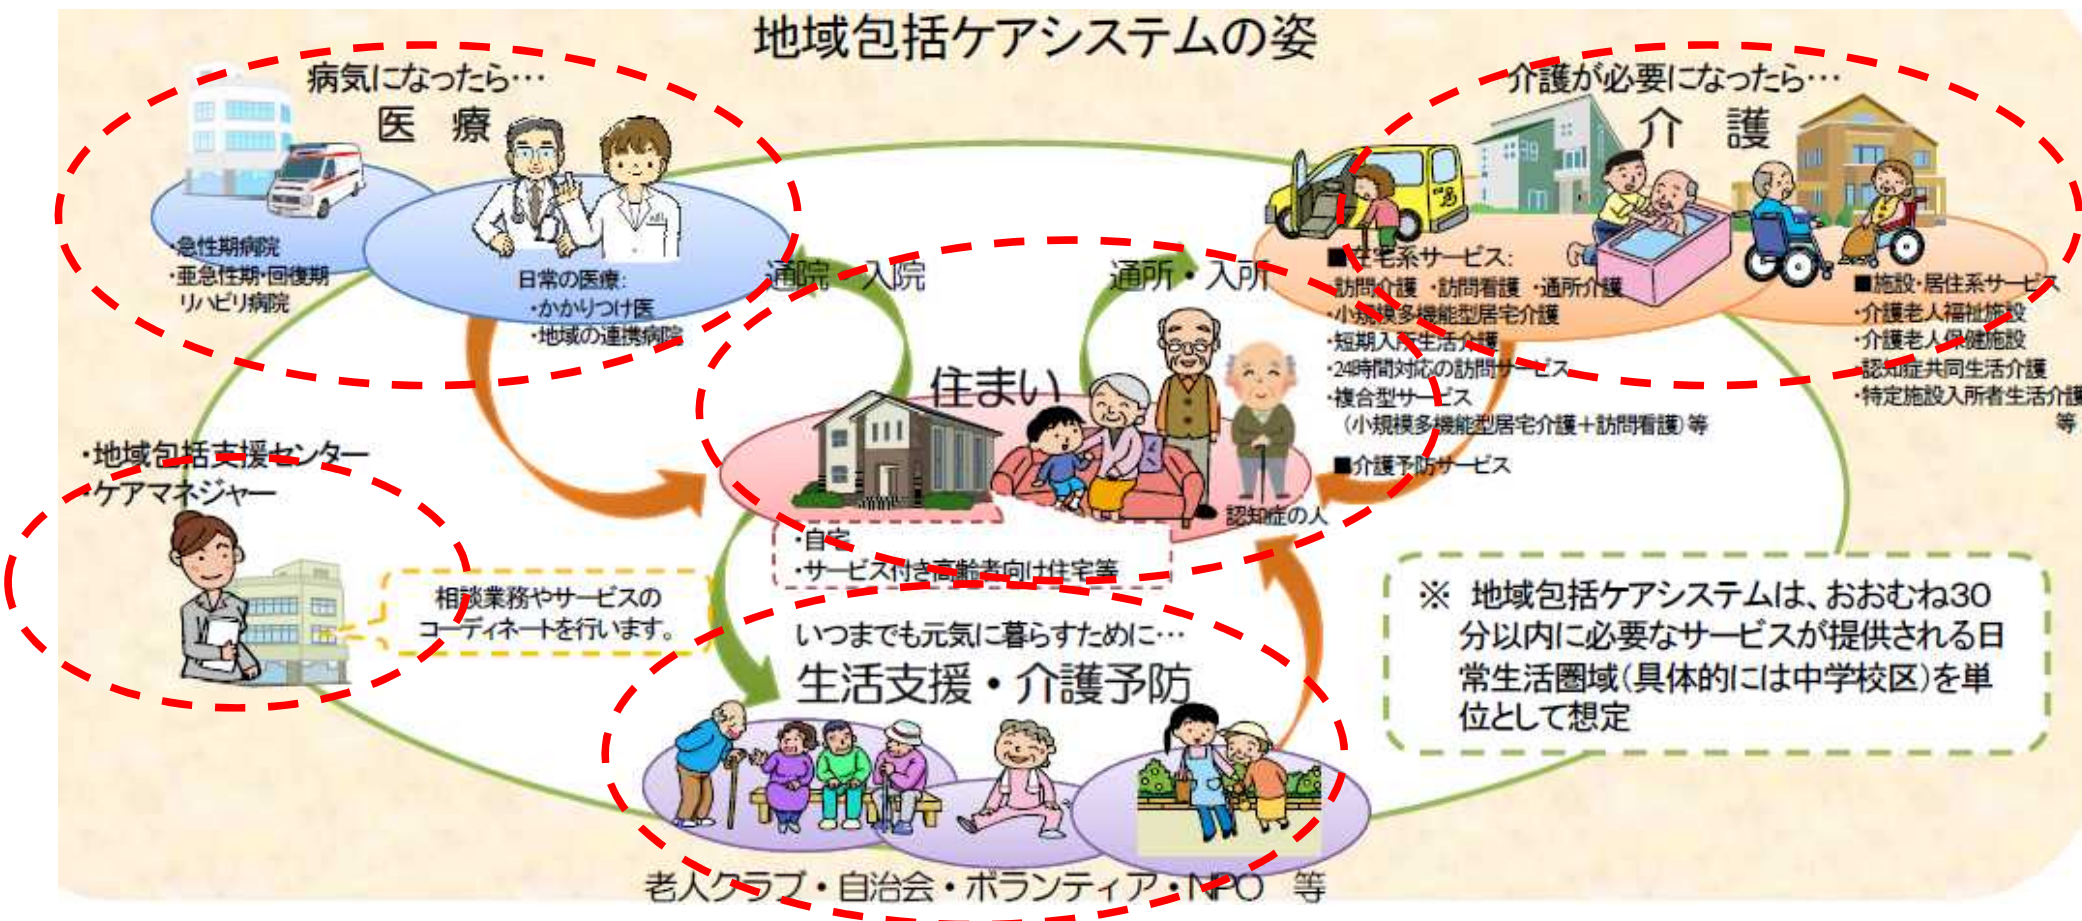 地域包括ケアシステムの姿
病気になったら…
医 療
・急性期病院
・亜急性期・回復期
リハビリ病院
日常の医療：
・かかりつけ医
・地域の連携病院
通院・入院
通所・入所
介護が必要になったら…
介 護
■在宅系サービス：
・訪問介護 ・訪問看護 ・通所介護
・小規模多機能型居宅介護
・短期入所生活介護
・24時間対応の訪問サービス
・複合型サービス
（小規模多機能型居宅介護＋訪問看護）等
■介護予防サービス
■施設・居住系サービス
・介護老人福祉施設
・介護老人保健施設
・認知症共同生活介護
・特定施設入所者生活介護
等
住まい
認知症の人
・自宅
・サービス付き高齢者向け住宅等
・地域包括支援センター
・ケアマネジャー
相談業務やサービスの
コーディネートを行います。
いつまでも元気に暮らすために…
生活支援・介護予防
老人クラブ・自治会・ボランティア・NPO 等
※ 地域包括ケアシステムは、おおむね30
分以内に必要なサービスが提供される日
常生活圏域（具体的には中学校区）を単
位として想定